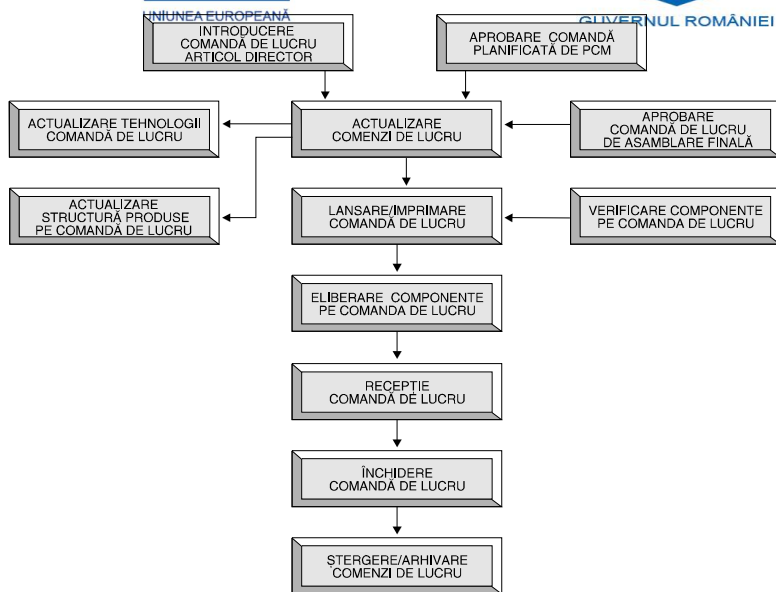 UNIUNEA EUROPEANĂ
GUVERNUL ROMÂNIEI
INTRODUCERE
COMANDĂ DE LUCRU
ARTICOL DIRECTOR
APROBARE COMANDĂ
PLANIFICATĂ DE PCM
ACTUALIZARE TEHNOLOGII
COMANDĂ DE LUCRU
ACTUALIZARE
COMENZI DE LUCRU
APROBARE
COMANDĂ DE LUCRU
DE ASAMBLARE FINALĂ
ACTUALIZARE
STRUCTURĂ PRODUSE
PE COMANDĂ DE LUCRU
LANSARE/IMPRIMARE
COMANDĂ DE LUCRU
VERIFICARE COMPONENTE
PE COMANDA DE LUCRU
ELIBERARE COMPONENTE
PE COMANDA DE LUCRU
RECEPTIE
COMANDĂ DE LUCRU
ÎNCHIDERE
COMANDĂ DE LUCRU
ȘTERGERE/ARHIVARE
COMENZI DE LUCRU